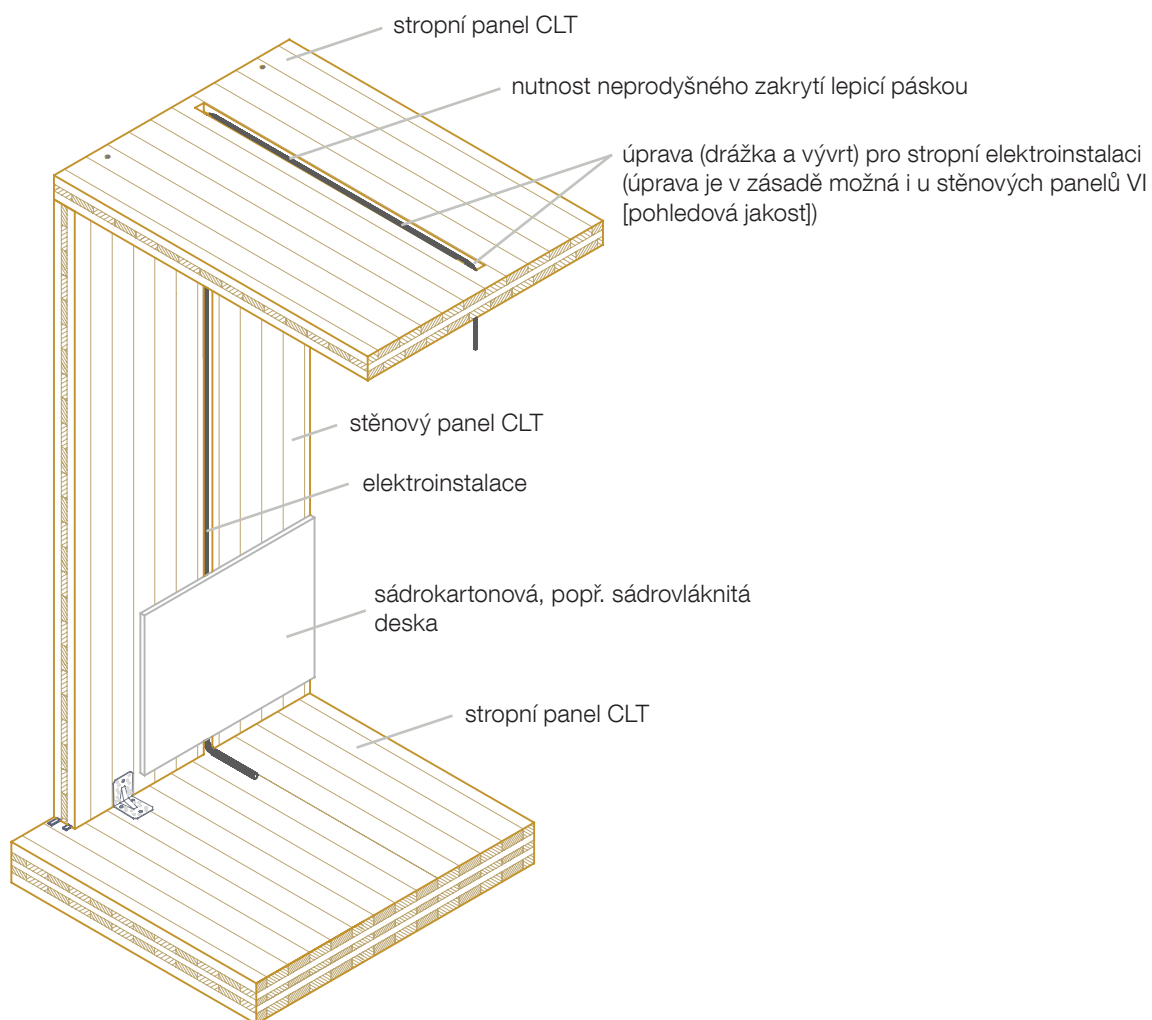 stropní panel CLT
nutnost neprodyšného zakrytí lepicí páskou
úprava (drážka a vývrt) pro stropní elektroinstalaci
(úprava je v zásadě možná i u stěnových panelů VI
[pohledová jakost])
stěnový panel CLT
elektroinstalace
sádrokartonová, popř. sádrovláknitá
deska
stropní panel CLT